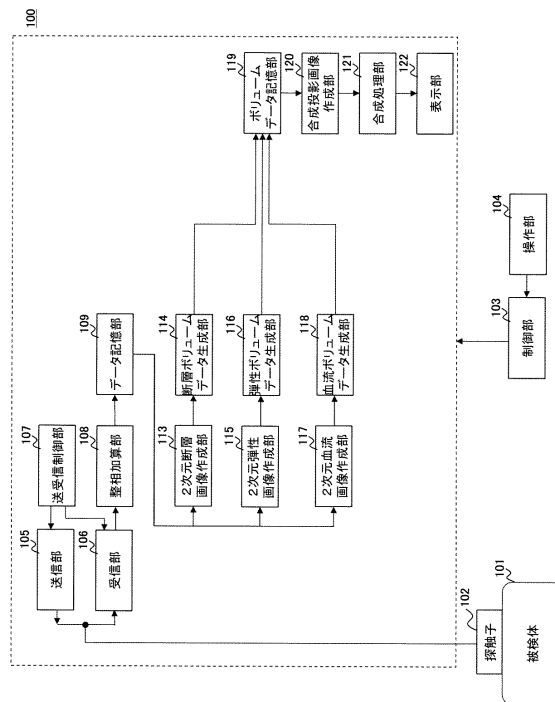 100
107
送受信制御部
105
送信部
106
受信部
108
整相加算部
109
データ記憶部
113
2次元断層
画像作成部
114
断層ボリューム
データ生成部
115
2次元弾性
画像作成部
116
弾性ボリューム
データ生成部
117
2次元血流
画像作成部
118
血流ボリューム
データ生成部
119
ボリューム
データ記憶部
120
合成投影画像
作成部
121
合成処理部
122
表示部
102
探触子
101
被検体
103
制御部
104
操作部